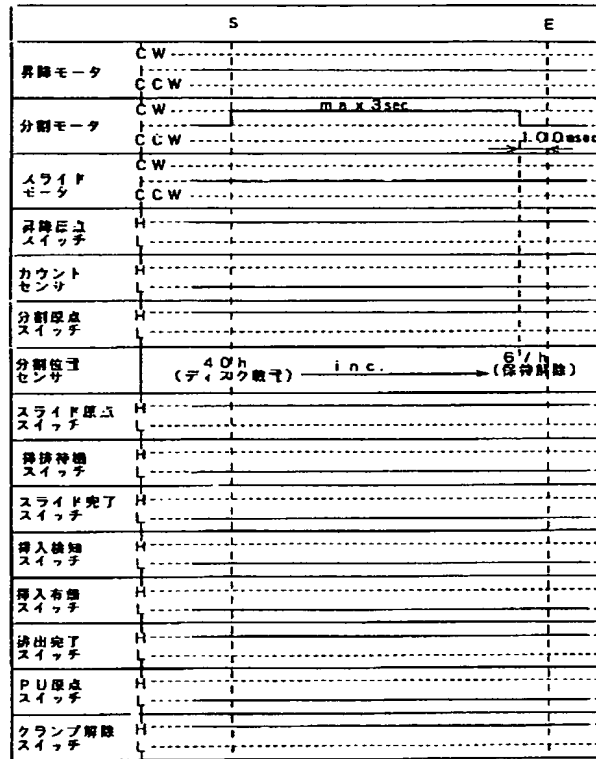 S E
昇降モータ
CW
CCW
分割モータ
CW
CCW
max 3sec
100msec
スライド
モータ
CW
CCW
昇降原点
スイッチ
H
L
カウント
センサ
H
L
分割原点
スイッチ
H
L
分割位置
センサ
40h
(ディスク載置)
inc.
67h
(保持解除)
スライド原点
スイッチ
H
L
挿排待機
スイッチ
H
L
スライド完了
スイッチ
H
L
挿入検知
スイッチ
H
L
挿入有無
スイッチ
H
L
排出完了
スイッチ
H
L
PU原点
スイッチ
H
L
クランプ解除
スイッチ
H
L